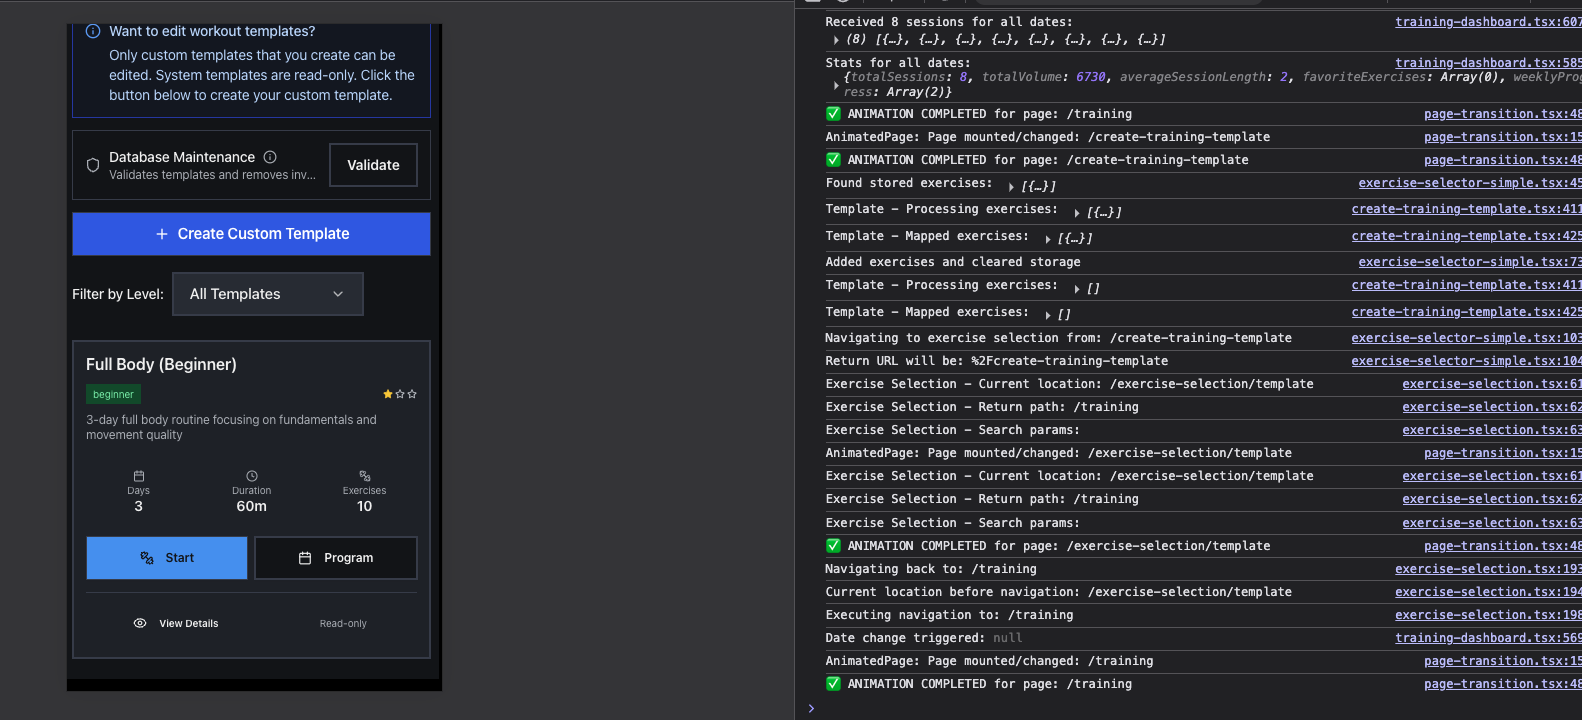 Want to edit workout templates?
Only custom templates that you create can be
edited. System templates are read-only. Click the
button below to create your custom template.
Database Maintenance
Validates templates and removes inv...
Validate
+ Create Custom Template
Filter by Level:
All Templates
Full Body (Beginner)
beginner
3-day full body routine focusing on fundamentals and
movement quality
Days
Duration
Exercises
3
60m
10
Start
Program
View Details
Read-only
Received 8 sessions for all dates: training-dashboard.tsx:607
(8) [{…}, {…}, {…}, {…}, {…}, {…}, {…}, {…}]
Stats for all dates: training-dashboard.tsx:585
{totalSessions: 8, totalVolume: 6730, averageSessionLength: 2, favoriteExercises: Array(0), weeklyProg
ress: Array(2)}
✅ ANIMATION COMPLETED for page: /training page-transition.tsx:48
AnimatedPage: Page mounted/changed: /create-training-template page-transition.tsx:15
✅ ANIMATION COMPLETED for page: /create-training-template page-transition.tsx:48
Found stored exercises: [{…}] exercise-selector-simple.tsx:45
Template – Processing exercises: [{…}] create-training-template.tsx:411
Template – Mapped exercises: [{…}] create-training-template.tsx:425
Added exercises and cleared storage exercise-selector-simple.tsx:73
Template – Processing exercises: [] create-training-template.tsx:411
Template – Mapped exercises: [] create-training-template.tsx:425
Navigating to exercise selection from: /create-training-template exercise-selector-simple.tsx:103
Return URL will be: %2Fcreate-training-template exercise-selector-simple.tsx:104
Exercise Selection – Current location: /exercise-selection/template exercise-selection.tsx:61
Exercise Selection – Return path: /training exercise-selection.tsx:62
Exercise Selection – Search params: exercise-selection.tsx:63
AnimatedPage: Page mounted/changed: /exercise-selection/template page-transition.tsx:15
Exercise Selection – Current location: /exercise-selection/template exercise-selection.tsx:61
Exercise Selection – Return path: /training exercise-selection.tsx:62
Exercise Selection – Search params: exercise-selection.tsx:63
✅ ANIMATION COMPLETED for page: /exercise-selection/template page-transition.tsx:48
Navigating back to: /training exercise-selection.tsx:193
Current location before navigation: /exercise-selection/template exercise-selection.tsx:194
Executing navigation to: /training exercise-selection.tsx:198
Date change triggered: null training-dashboard.tsx:569
AnimatedPage: Page mounted/changed: /training page-transition.tsx:15
✅ ANIMATION COMPLETED for page: /training page-transition.tsx:48